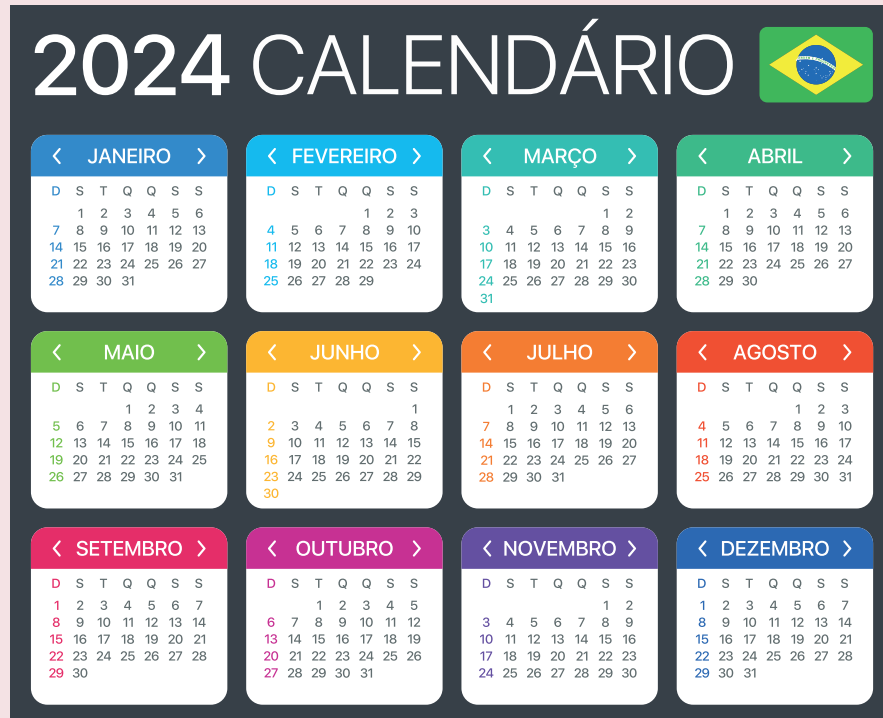 2024 CALENDÁRIO
JANEIRO
D S T Q Q S S
1 2 3 4 5 6
7 8 9 10 11 12 13
14 15 16 17 18 19 20
21 22 23 24 25 26 27
28 29 30 31
FEVEREIRO
D S T Q Q S S
1 2 3
4 5 6 7 8 9 10
11 12 13 14 15 16 17
18 19 20 21 22 23 24
25 26 27 28 29
MARÇO
D S T Q Q S S
1 2
3 4 5 6 7 8 9
10 11 12 13 14 15 16
17 18 19 20 21 22 23
24 25 26 27 28 29 30
31
ABRIL
D S T Q Q S S
1 2 3 4 5 6
7 8 9 10 11 12 13
14 15 16 17 18 19 20
21 22 23 24 25 26 27
28 29 30
MAIO
D S T Q Q S S
1 2 3 4
5 6 7 8 9 10 11
12 13 14 15 16 17 18
19 20 21 22 23 24 25
26 27 28 29 30 31
JUNHO
D S T Q Q S S
1
2 3 4 5 6 7 8
9 10 11 12 13 14 15
16 17 18 19 20 21 22
23 24 25 26 27 28 29
30
JULHO
D S T Q Q S S
1 2 3 4 5 6
7 8 9 10 11 12 13
14 15 16 17 18 19 20
21 22 23 24 25 26 27
28 29 30 31
AGOSTO
D S T Q Q S S
1 2 3
4 5 6 7 8 9 10
11 12 13 14 15 16 17
18 19 20 21 22 23 24
25 26 27 28 29 30 31
SETEMBRO
D S T Q Q S S
1 2 3 4 5 6 7
8 9 10 11 12 13 14
15 16 17 18 19 20 21
22 23 24 25 26 27 28
29 30
OUTUBRO
D S T Q Q S S
1 2 3 4 5
6 7 8 9 10 11 12
13 14 15 16 17 18 19
20 21 22 23 24 25 26
27 28 29 30 31
NOVEMBRO
D S T Q Q S S
1 2
3 4 5 6 7 8 9
10 11 12 13 14 15 16
17 18 19 20 21 22 23
24 25 26 27 28 29 30
DEZEMBRO
D S T Q Q S S
1 2 3 4 5 6 7
8 9 10 11 12 13 14
15 16 17 18 19 20 21
22 23 24 25 26 27 28
29 30 31